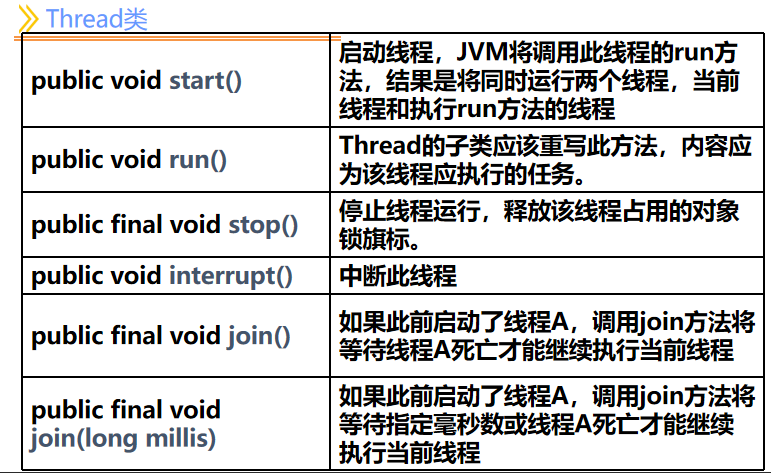 Thread类
public void start()
启动线程，JVM将调用此线程的run方
法，结果是将同时运行两个线程，当前
线程和执行run方法的线程
public void run()
Thread的子类应该重写此方法，内容应
为该线程应执行的任务。
public final void stop()
停止线程运行，释放该线程占用的对象
锁旗标。
public void interrupt()
中断此线程
public final void join()
如果此前启动了线程A，调用join方法将
等待线程A死亡才能继续执行当前线程
public final void
join(long millis)
如果此前启动了线程A，调用join方法将
等待指定毫秒数或线程A死亡才能继续
执行当前线程